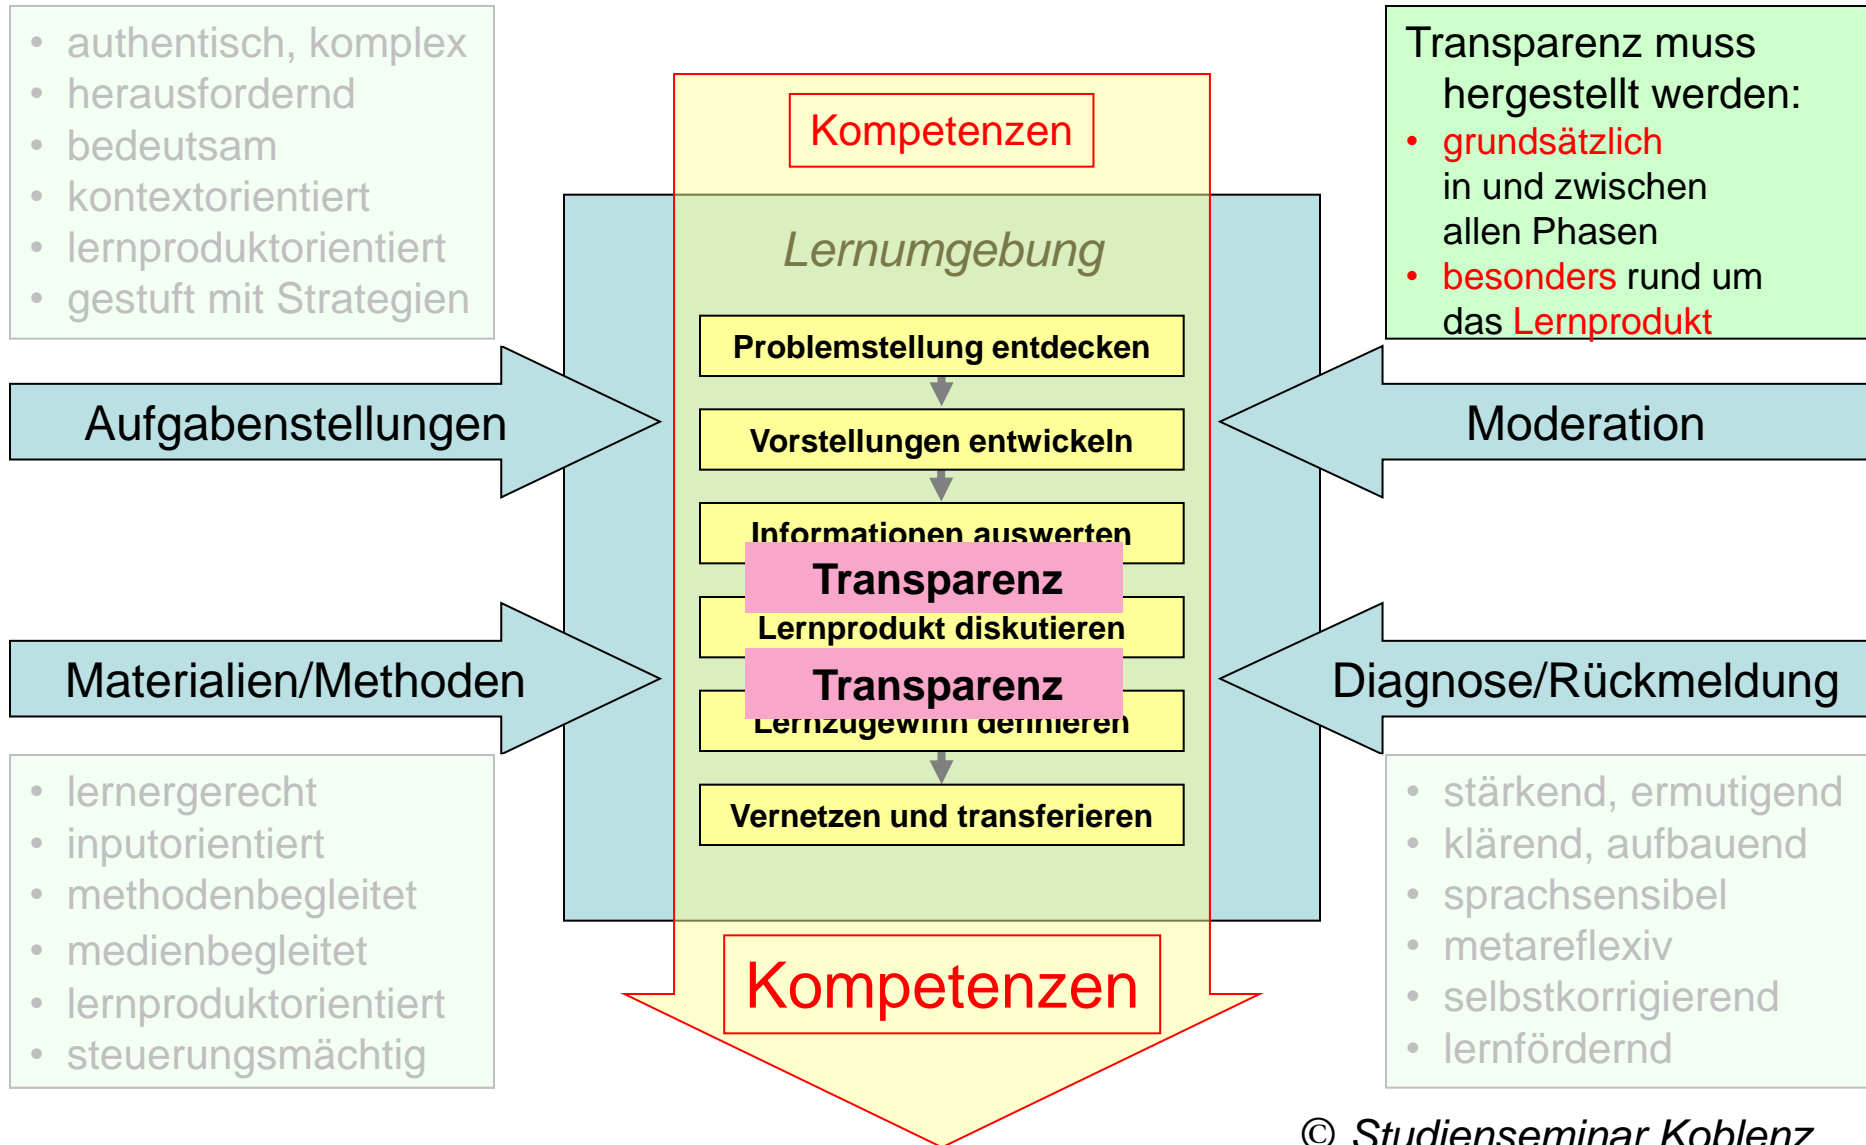 • authentisch, komplex
• herausfordernd
• bedeutsam
• kontextorientiert
• lernproduktorientiert
• gestuft mit Strategien
Transparenz muss
hergestellt werden:
• grundsätzlich
in und zwischen
allen Phasen
• besonders rund um
das Lernprodukt
Kompetenzen
Lernumgebung
Problemstellung entdecken
Aufgabenstellungen
Vorstellungen entwickeln
Moderation
Informationen auswerten
Transparenz
Lernprodukt diskutieren
Materialien/Methoden
Transparenz
Diagnose/Rückmeldung
Lernzugewinn definieren
Vernetzen und transferieren
• lernergerecht
• inputorientiert
• methodenbegleitet
• medienbegleitet
• lernproduktorientiert
• steuerungsmächtig
Kompetenzen
• stärkend, ermutigend
• klärend, aufbauend
• sprachsensibel
• metareflexiv
• selbstkorrigierend
• lernfördernd
© Studienseminar Koblenz